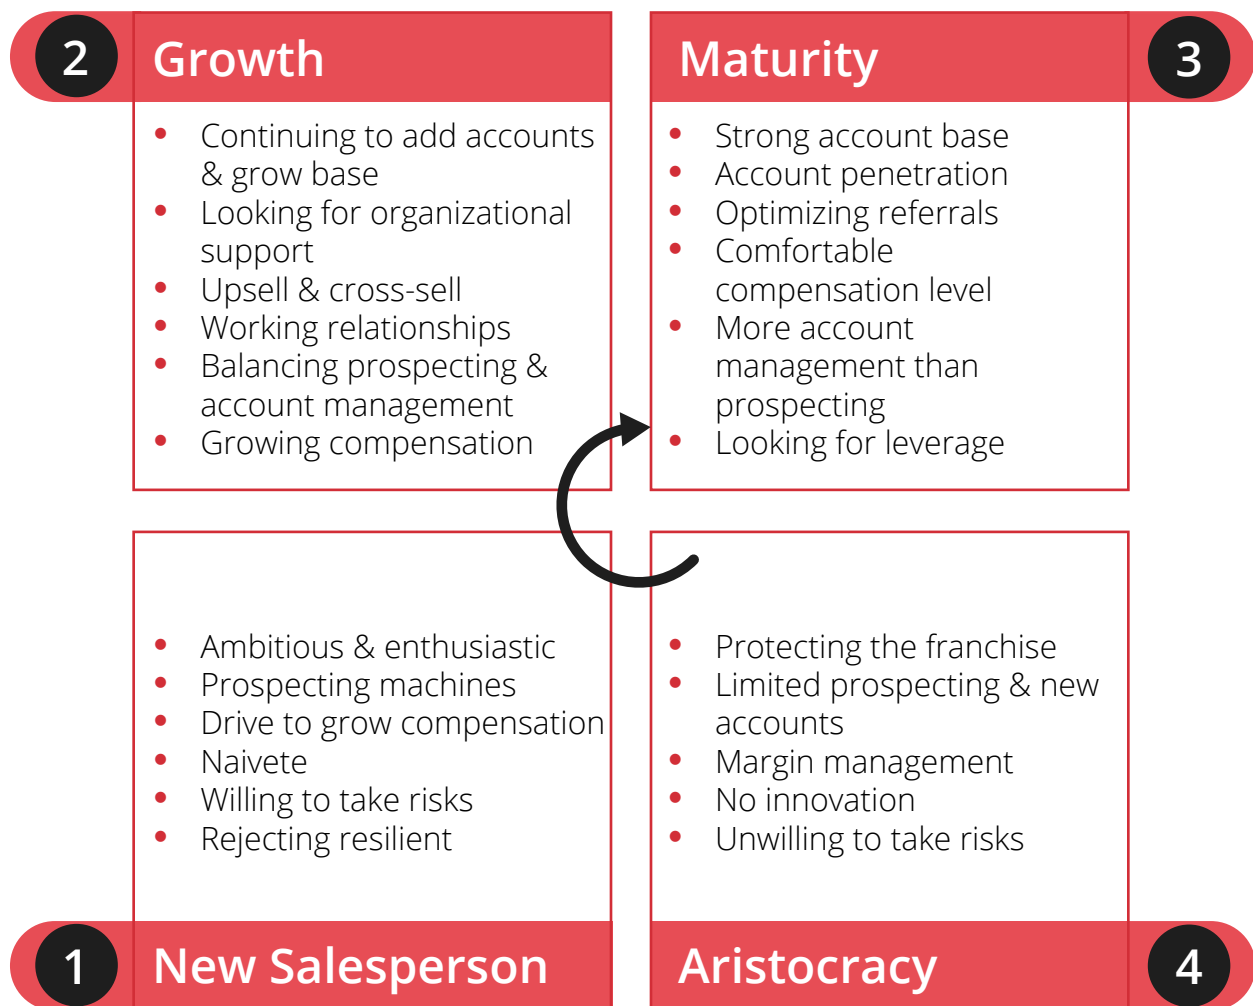 2 Growth
• Continuing to add accounts
& grow base
• Looking for organizational
support
• Upsell & cross-sell
• Working relationships
• Balancing prospecting &
account management
• Growing compensation
Maturity 3
• Strong account base
• Account penetration
• Optimizing referrals
• Comfortable
compensation level
• More account
management than
prospecting
• Looking for leverage
• Ambitious & enthusiastic
• Prospecting machines
• Drive to grow compensation
• Naivete
• Willing to take risks
• Rejecting resilient
1 New Salesperson
• Protecting the franchise
• Limited prospecting & new
accounts
• Margin management
• No innovation
• Unwilling to take risks
Aristocracy 4